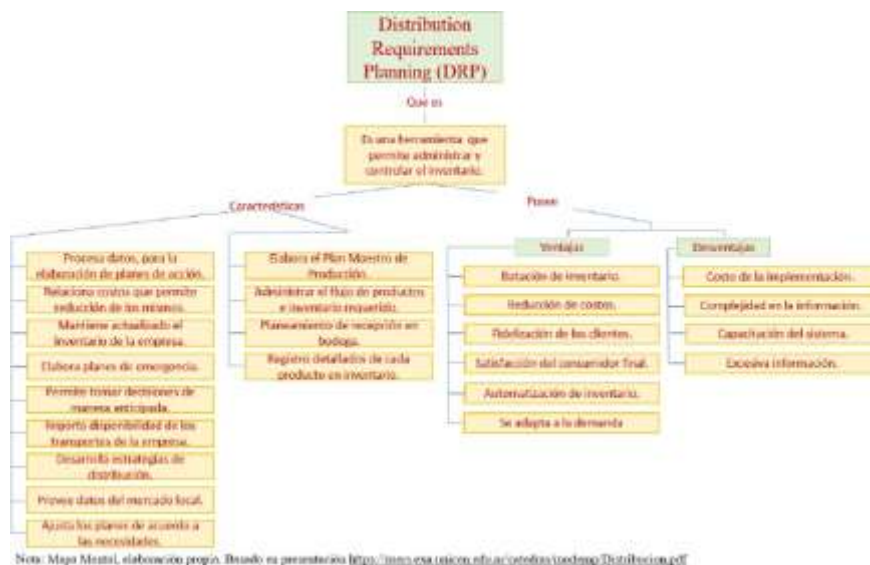 Distribution
Requirements
Planning (DRP)
Que es
Es una herramienta que
permite administrar y
controlar el inventario.
Características
Posee
Procesa datos, para la
elaboración de planes de acción.
Relaciona costos que permite
reducción de los mismos.
Mantiene actualizado el
inventario de la empresa.
Elabora planes de emergencia.
Permite tomar decisiones de
manera anticipada.
Reporta disponibilidad de los
transportes de la empresa.
Desarrolla estrategias de
distribución.
Provee datos del mercado local.
Ajusta los planes de acuerdo a
las necesidades.
Elabora el Plan Maestro de
Producción.
Administrar el flujo de productos
e inventario requerido.
Planeamiento de recepción en
bodega.
Registro detallados de cada
producto en inventario.
Ventajas
Rotación de inventario.
Reducción de costos.
Fidelización de los clientes.
Satisfacción del consumidor final.
Automatización de inventario.
Se adapta a la demanda
Desventajas
Costo de la implementación.
Complejidad en la información.
Capacitación del sistema.
Excesiva información.
Nota: Mapa Mental, elaboración propia. Basado en presentación